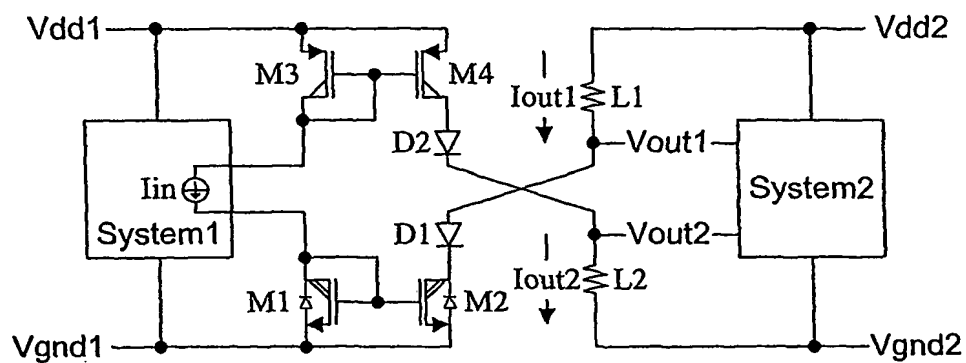 Vdd1
Vdd2
M3
M4
Iout1
L1
D2
Vout1
Iin
System1
System2
D1
Vout2
Iout2
L2
M1
M2
Vgnd1
Vgnd2